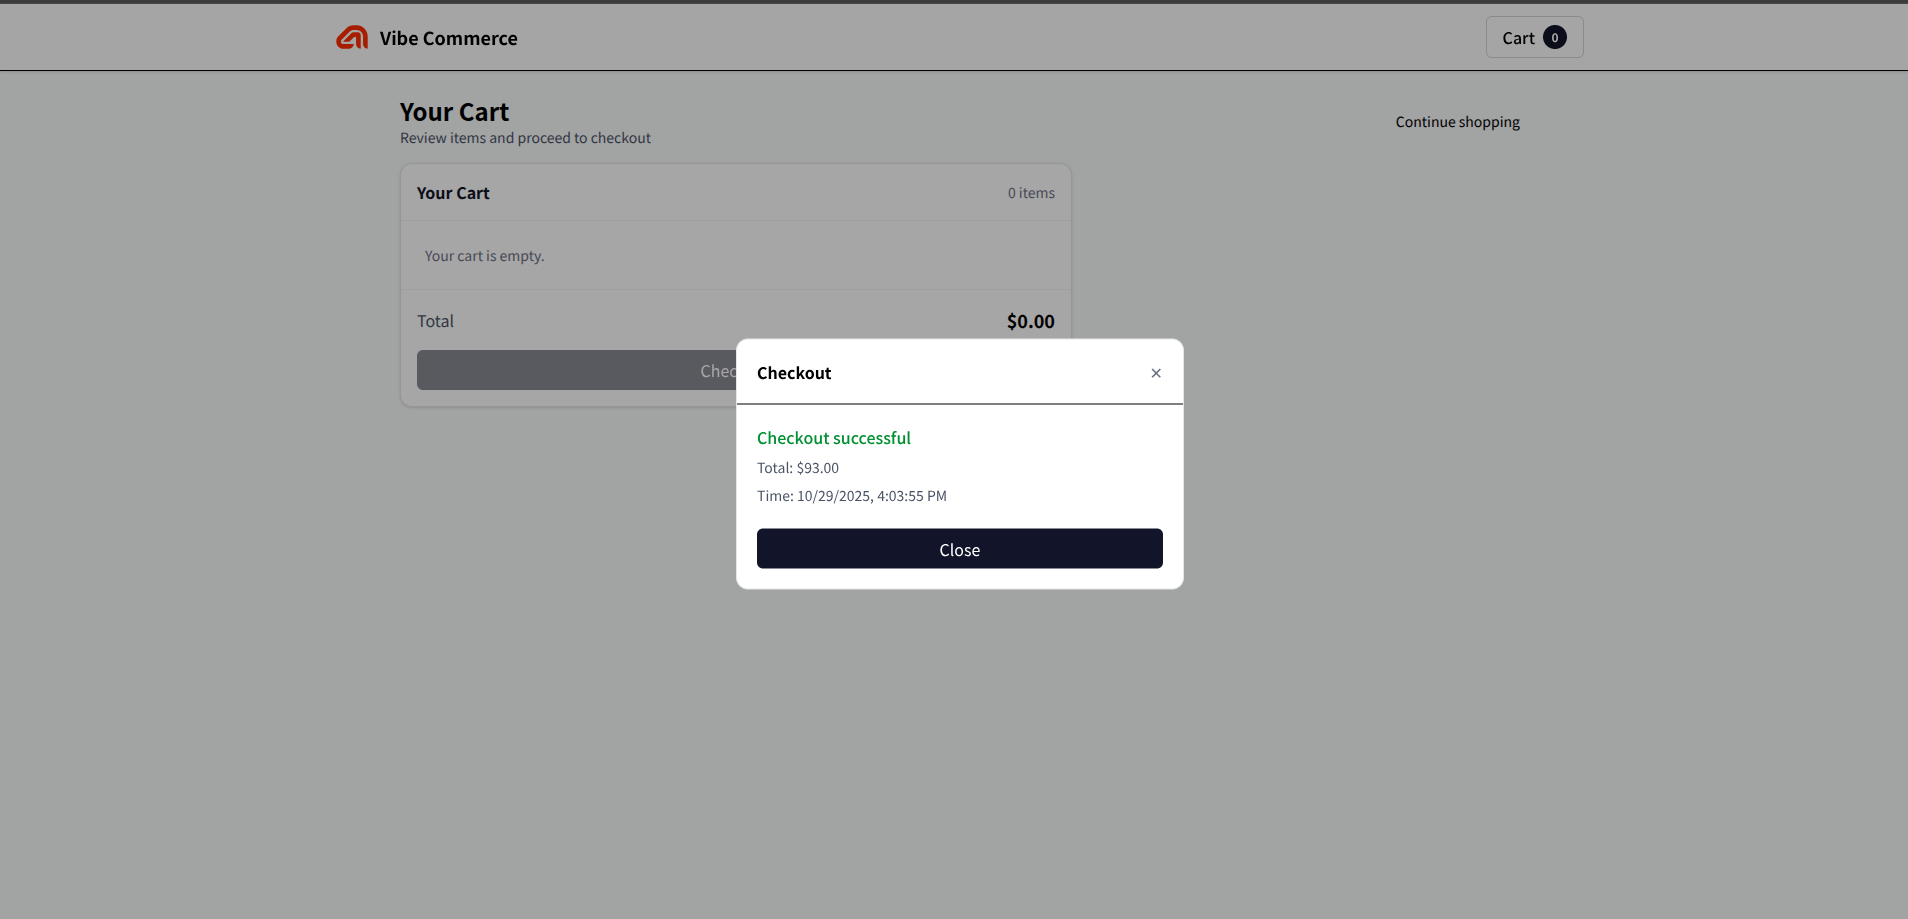 Vibe Commerce
Cart 0
Your Cart
Review items and proceed to checkout
Continue shopping
Your Cart
0 items
Your cart is empty.
Total
$0.00
Chec
Checkout
×
Checkout successful
Total: $93.00
Time: 10/29/2025, 4:03:55 PM
Close